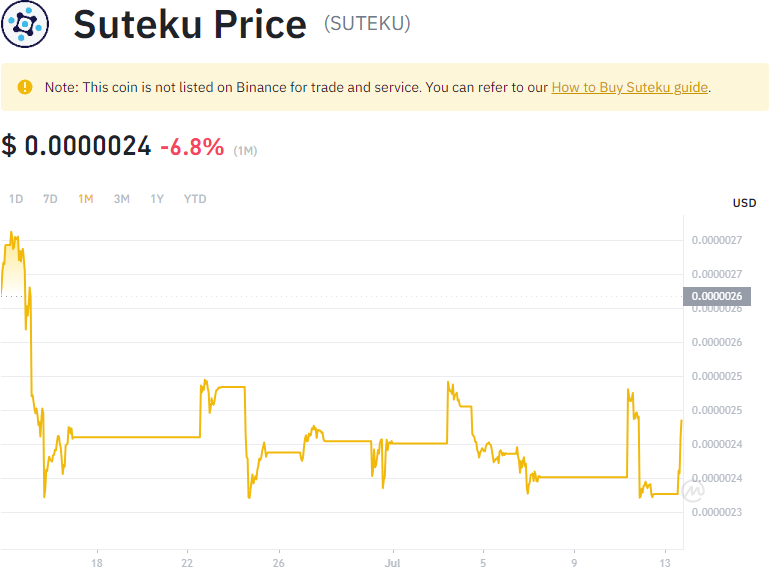 Suteku Price (SUTEKU)
Note: This coin is not listed on Binance for trade and service. You can refer to our How to Buy Suteku guide.
$ 0.0000024 -6.8% (1M)
1D 7D 1M 3M 1Y YTD
USD
0.0000027
0.0000027
0.0000026
0.0000026
0.0000026
0.0000025
0.0000025
0.0000024
0.0000024
0.0000023
18 22 26 Jul 5 9 13